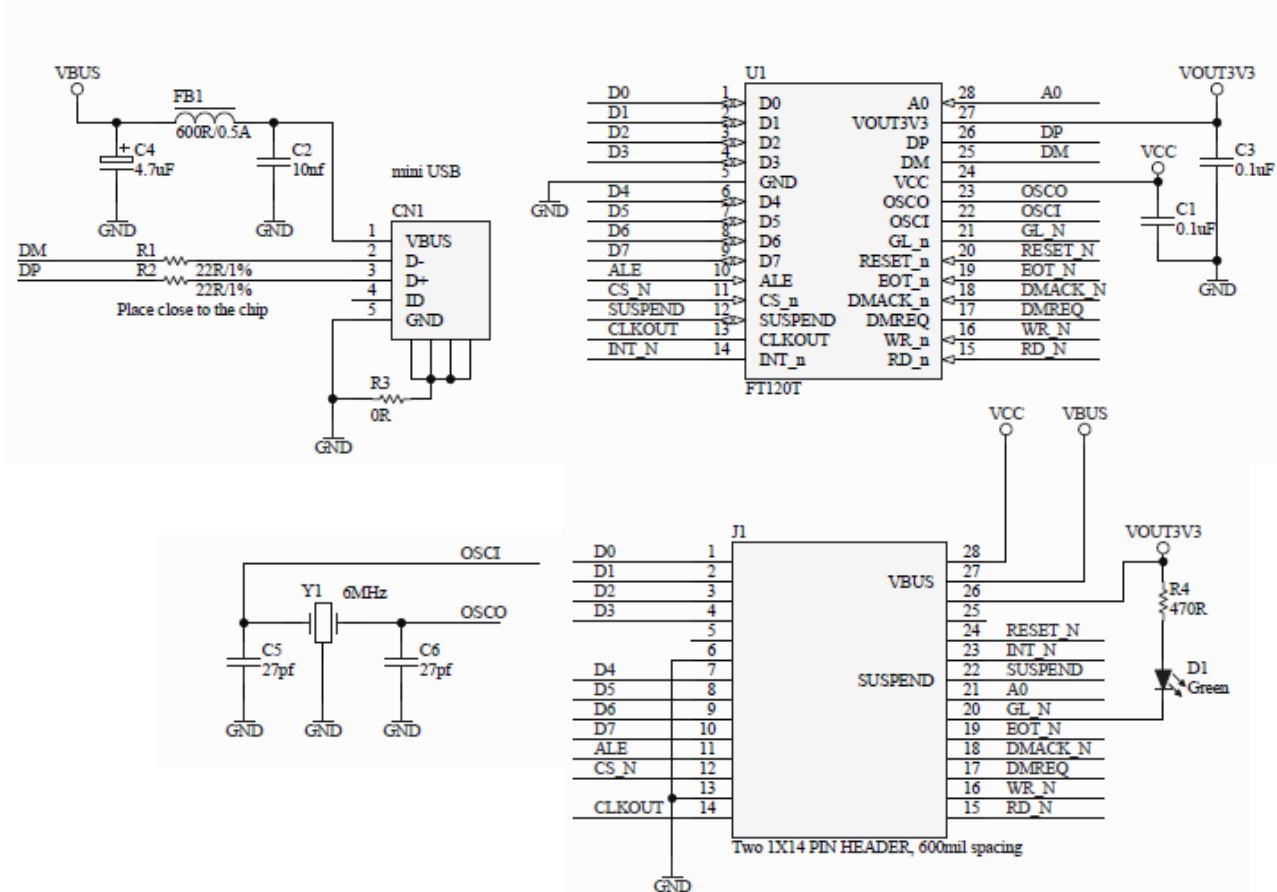 VBUS
FB1
600R/0.5A
C4
4.7uF
C2
10nf
GND
GND
mini USB
CN1
1 VBUS
DM R1 22R/1% 2 D-
DP R2 22R/1% 3 D+
4 ID
5 GND
Place close to the chip
R3
0R
GND
U1
D0 1 D0 A0 28 A0
D1 2 D1 VOUT3V3 27
D2 3 D2 DP 26 DP
D3 4 D3 DM 25 DM
5 GND VCC 24
D4 6 D4 OSCO 23 OSCO
D5 7 D5 OSCI 22 OSCI
D6 8 D6 GL_n 21 GL_N
D7 9 D7 RESET_n 20 RESET_N
ALE 10 ALE EOT_n 19 EOT_N
CS_N 11 CS_n DMACK_n 18 DMACK_N
SUSPEND 12 SUSPEND DMREQ 17 DMREQ
CLKOUT 13 CLKOUT WR_n 16 WR_N
INT_N 14 INT_n RD_n 15 RD_N
FT120T
GND
VOUT3V3
C3
0.1uF
VCC
C1
0.1uF
GND
OSCI
Y1 6MHz
OSCO
C5
27pf
C6
27pf
GND GND GND
VCC VBUS
J1
D0 1 28
D1 2 VBUS 27
D2 3 26
D3 4 25
5 24 RESET_N
6 23 INT_N
D4 7 SUSPEND 22 SUSPEND
D5 8 21 A0
D6 9 20 GL_N
D7 10 19 EOT_N
ALE 11 18 DMACK_N
CS_N 12 17 DMREQ
13 16 WR_N
CLKOUT 14 15 RD_N
Two 1X14 PIN HEADER, 600mil spacing
GND
VOUT3V3
R4
470R
D1
Green